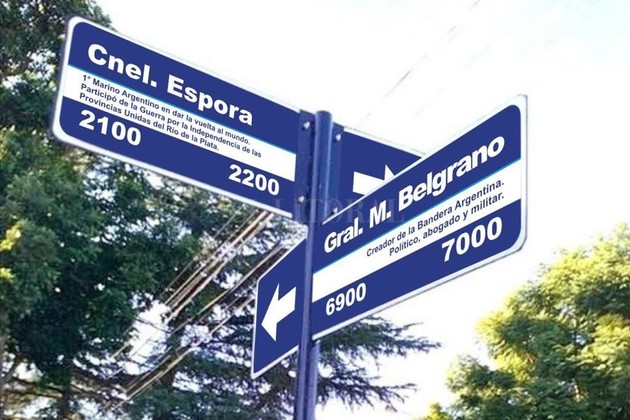 Cnel. Espora
1° Marino Argentino en dar la vuelta al mundo.
Participó de la Guerra por la Independencia de las
Provincias Unidas del Río de la Plata.
2100
2200
Gral. M. Belgrano
Creador de la Bandera Argentina.
Político, abogado y militar.
6900
7000
LITORAL